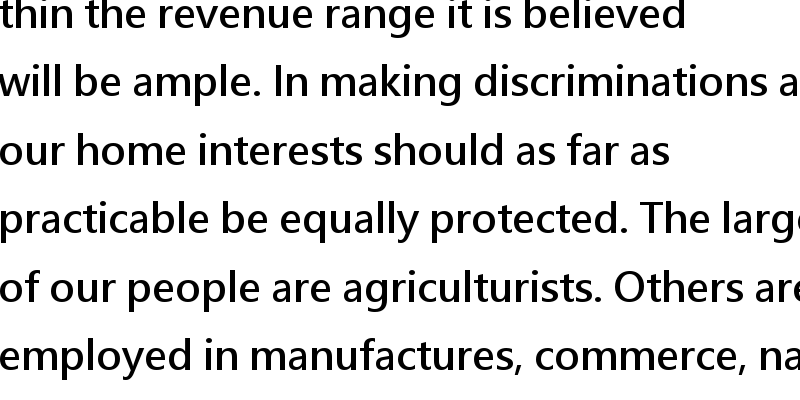 thin the revenue range it is believed
will be ample. In making discriminations a
our home interests should as far as
practicable be equally protected. The large
of our people are agriculturists. Others are
employed in manufactures, commerce, na